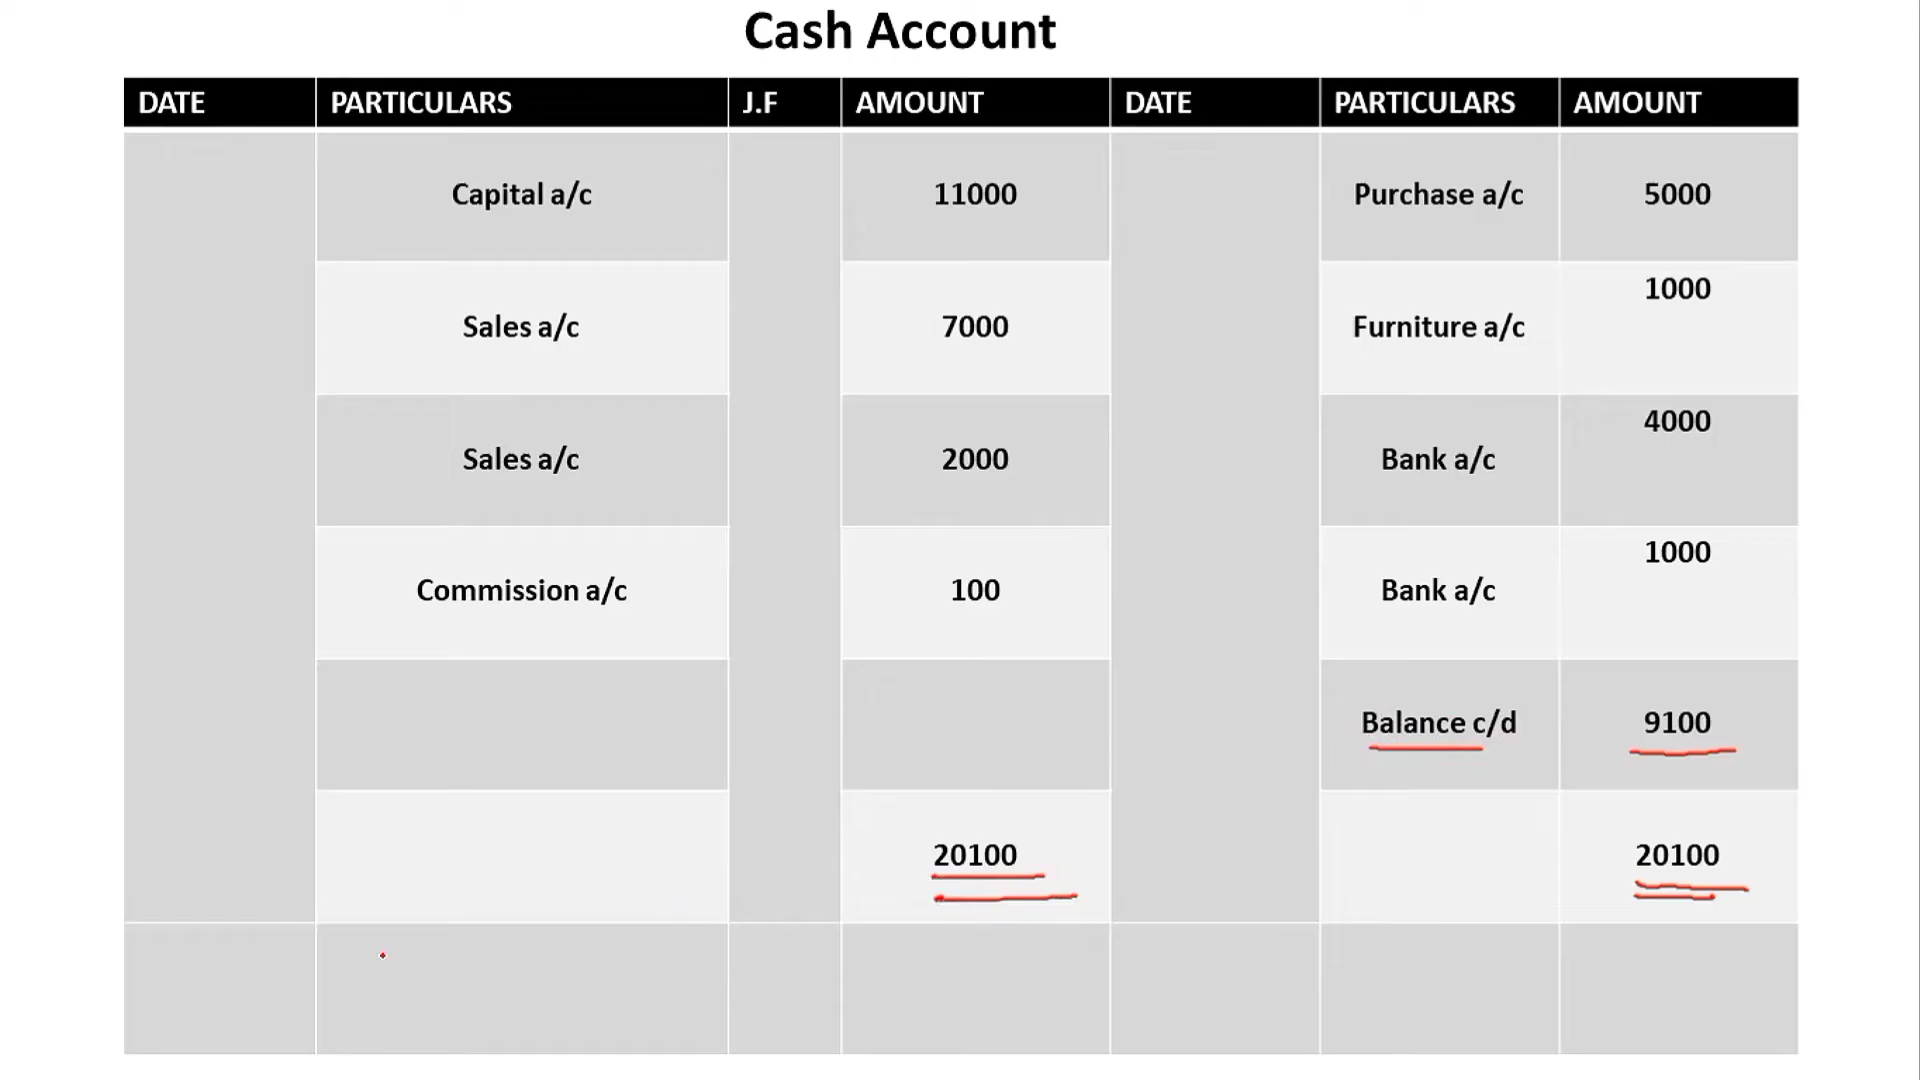 Cash Account
DATE PARTICULARS J.F AMOUNT DATE PARTICULARS AMOUNT
Capital a/c 11000 Purchase a/c 5000
Sales a/c 7000 Furniture a/c 1000
Sales a/c 2000 Bank a/c 4000
Commission a/c 100 Bank a/c 1000
Balance c/d 9100
20100 20100